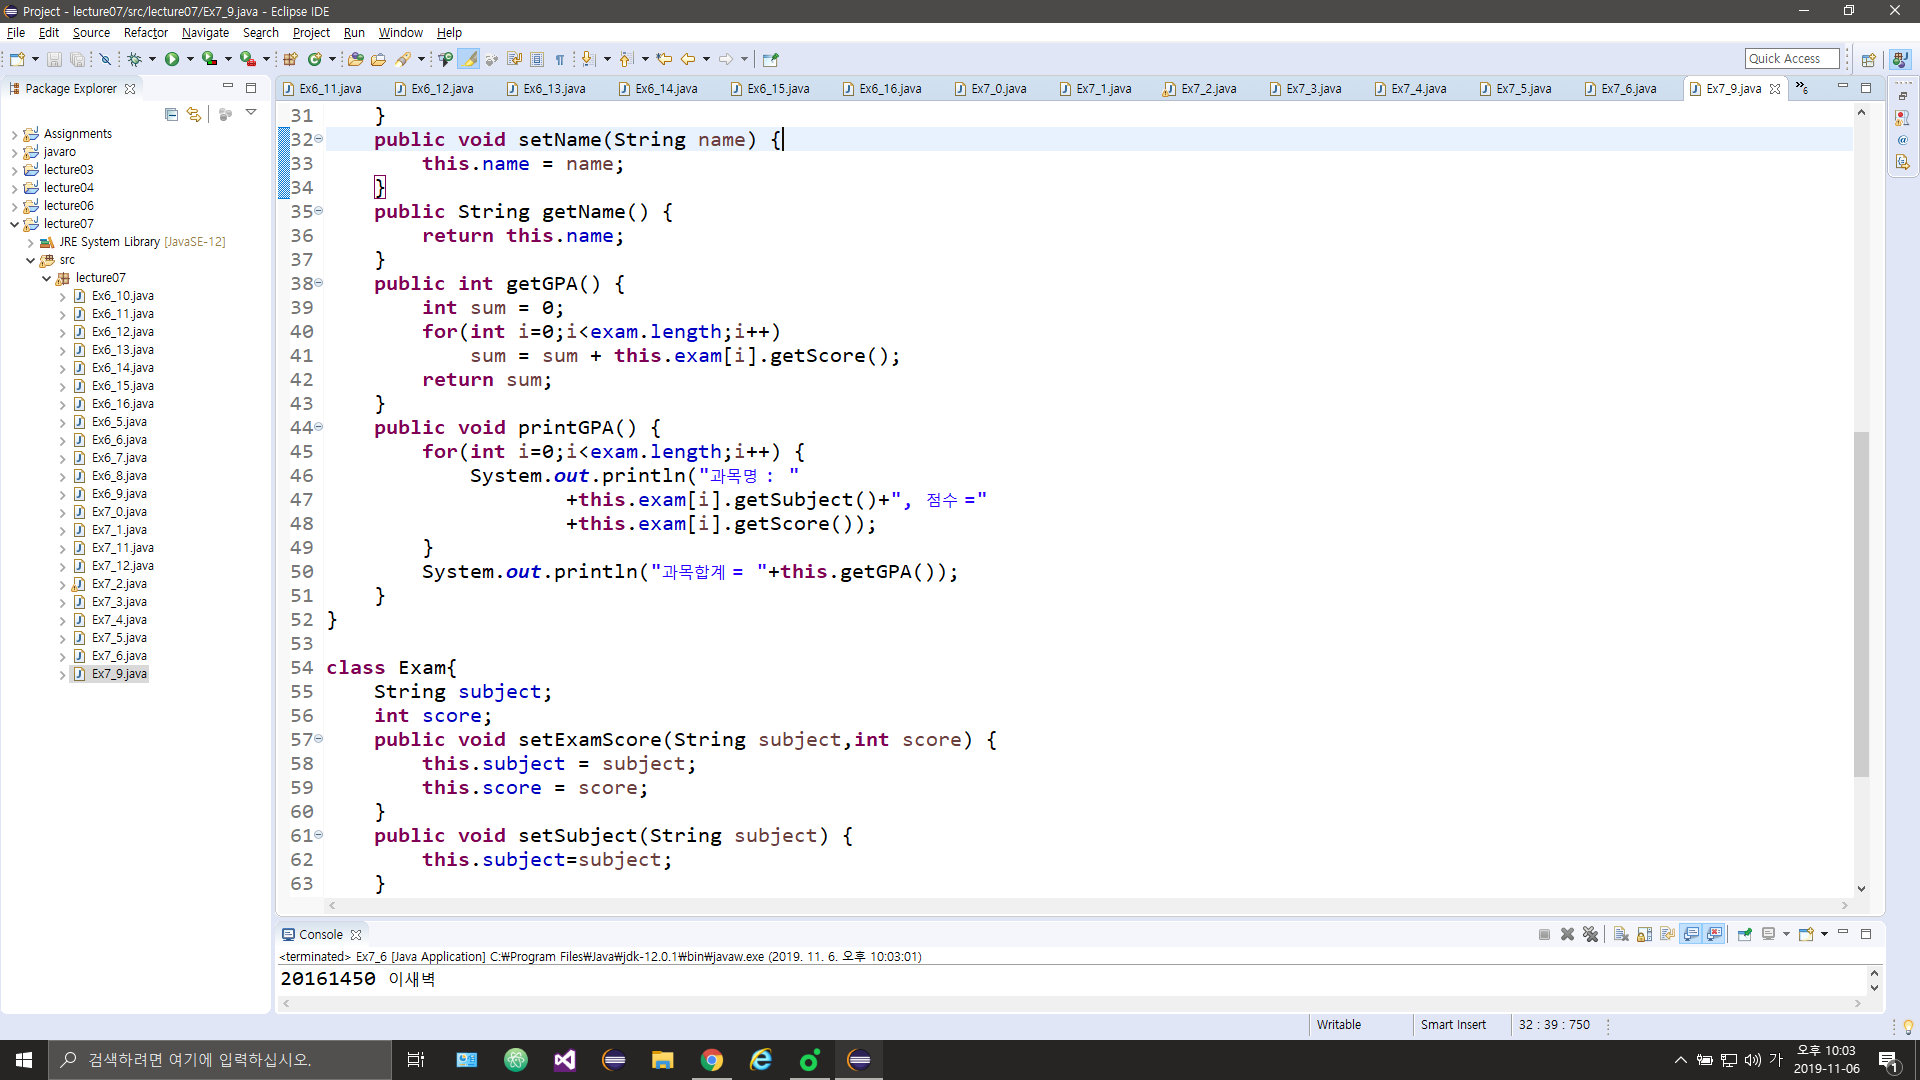 Project - lecture07/src/lecture07/Ex7_9.java - Eclipse IDE
File Edit Source Refactor Navigate Search Project Run Window Help
Quick Access
Package Explorer
Ex6_11.java Ex6_12.java Ex6_13.java Ex6_14.java Ex6_15.java Ex6_16.java Ex7_0.java Ex7_1.java Ex7_2.java Ex7_3.java Ex7_4.java Ex7_5.java Ex7_6.java Ex7_9.java »6
Assignments
javaro
lecture03
lecture04
lecture06
lecture07
JRE System Library [JavaSE-12]
src
lecture07
Ex6_10.java
Ex6_11.java
Ex6_12.java
Ex6_13.java
Ex6_14.java
Ex6_15.java
Ex6_16.java
Ex6_5.java
Ex6_6.java
Ex6_7.java
Ex6_8.java
Ex6_9.java
Ex7_0.java
Ex7_1.java
Ex7_11.java
Ex7_12.java
Ex7_2.java
Ex7_3.java
Ex7_4.java
Ex7_5.java
Ex7_6.java
Ex7_9.java
31     }
32     public void setName(String name) {
33         this.name = name;
34     }
35     public String getName() {
36         return this.name;
37     }
38     public int getGPA() {
39         int sum = 0;
40         for(int i=0;i<exam.length;i++)
41             sum = sum + this.exam[i].getScore();
42         return sum;
43     }
44     public void printGPA() {
45         for(int i=0;i<exam.length;i++) {
46             System.out.println("과목명 : "
47                     +this.exam[i].getSubject()+", 점수 ="
48                     +this.exam[i].getScore());
49         }
50         System.out.println("과목합계 = "+this.getGPA());
51     }
52 }
53
54 class Exam{
55     String subject;
56     int score;
57     public void setExamScore(String subject,int score) {
58         this.subject = subject;
59         this.score = score;
60     }
61     public void setSubject(String subject) {
62         this.subject=subject;
63     }
Console
<terminated> Ex7_6 [Java Application] C:₩Program Files₩Java₩jdk-12.0.1₩bin₩javaw.exe (2019. 11. 6. 오후 10:03:01)
20161450 이새벽
Writable Smart Insert 32 : 39 : 750
검색하려면 여기에 입력하십시오.
가
오후 10:03
2019-11-06
1